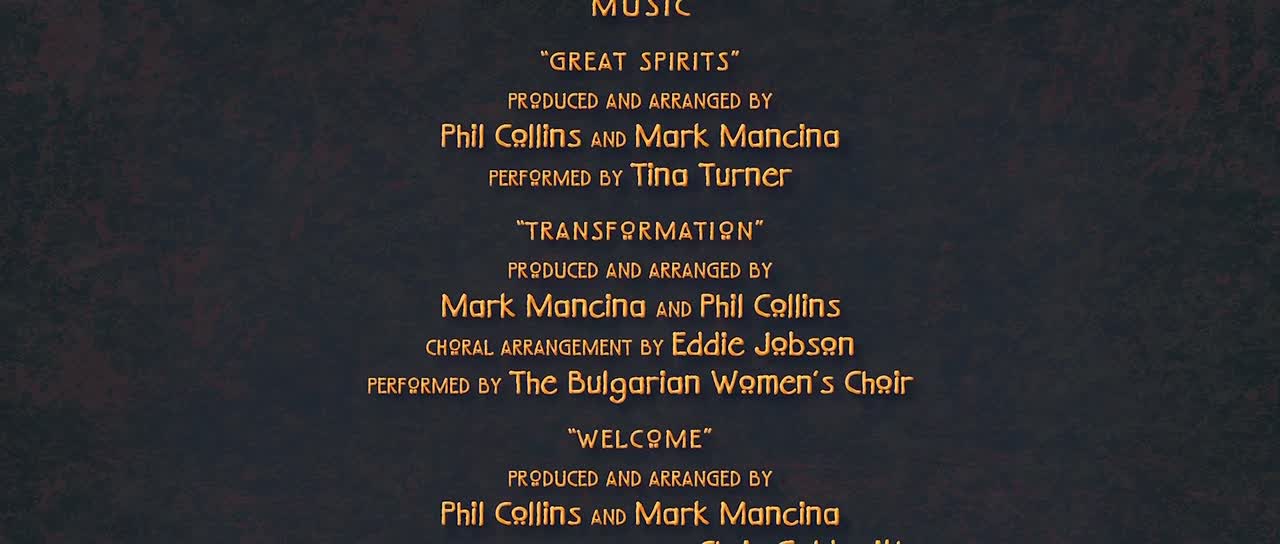 MUSIC
“GREAT SPIRITS”
PRODUCED AND ARRANGED BY
Phil Collins AND Mark Mancina
PERFORMED BY Tina Turner
“TRANSFORMATION”
PRODUCED AND ARRANGED BY
Mark Mancina AND Phil Collins
CHORAL ARRANGEMENT BY Eddie Jobson
PERFORMED BY The Bulgarian Women’s Choir
“WELCOME”
PRODUCED AND ARRANGED BY
Phil Collins AND Mark Mancina